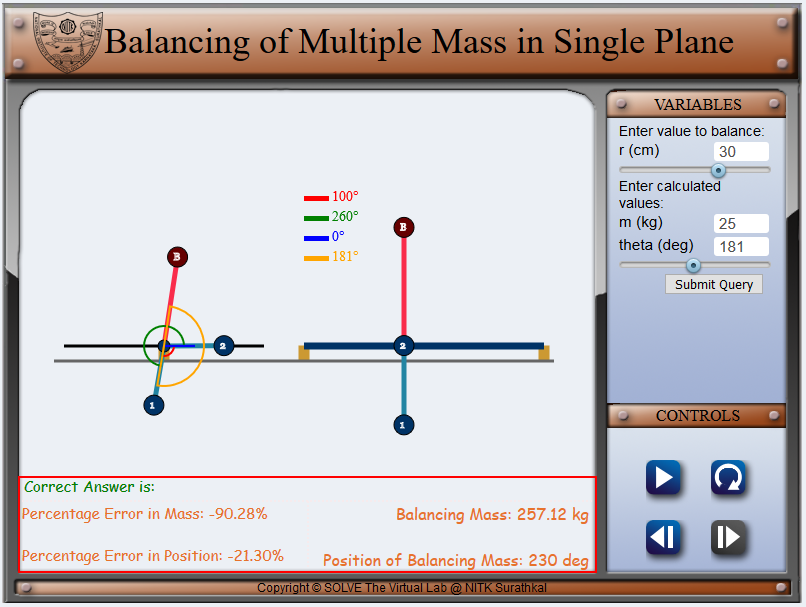 NITK
Balancing of Multiple Mass in Single Plane
VARIABLES
Enter value to balance:
r (cm) 30
Enter calculated
values:
m (kg) 25
theta (deg) 181
Submit Query
100°
260°
0°
181°
B
B
2
2
1
1
CONTROLS
Correct Answer is:
Percentage Error in Mass: -90.28% Balancing Mass: 257.12 kg
Percentage Error in Position: -21.30% Position of Balancing Mass: 230 deg
Copyright © SOLVE The Virtual Lab @ NITK Surathkal